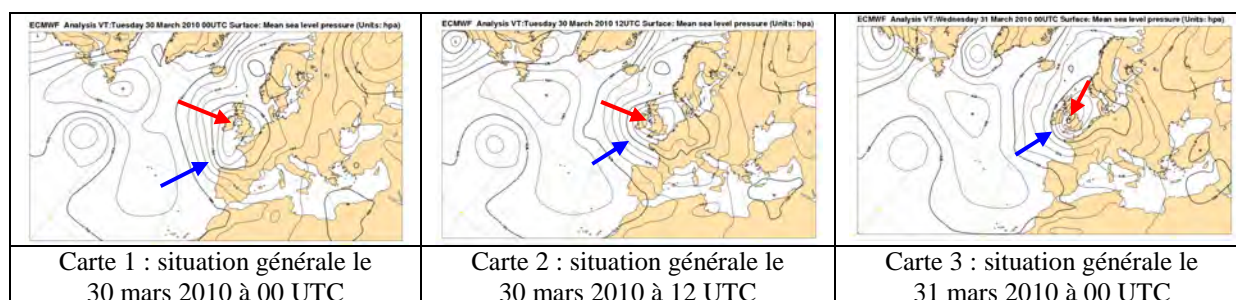 ECMWF Analysis VT:Tuesday 30 March 2010 00UTC Surface: Mean sea level pressure (Units: hpa)
ECMWF Analysis VT:Tuesday 30 March 2010 12UTC Surface: Mean sea level pressure (Units: hpa)
ECMWF Analysis VT:Wednesday 31 March 2010 00UTC Surface: Mean sea level pressure (Units: hpa)
Carte 1 : situation générale le
30 mars 2010 à 00 UTC
Carte 2 : situation générale le
30 mars 2010 à 12 UTC
Carte 3 : situation générale le
31 mars 2010 à 00 UTC